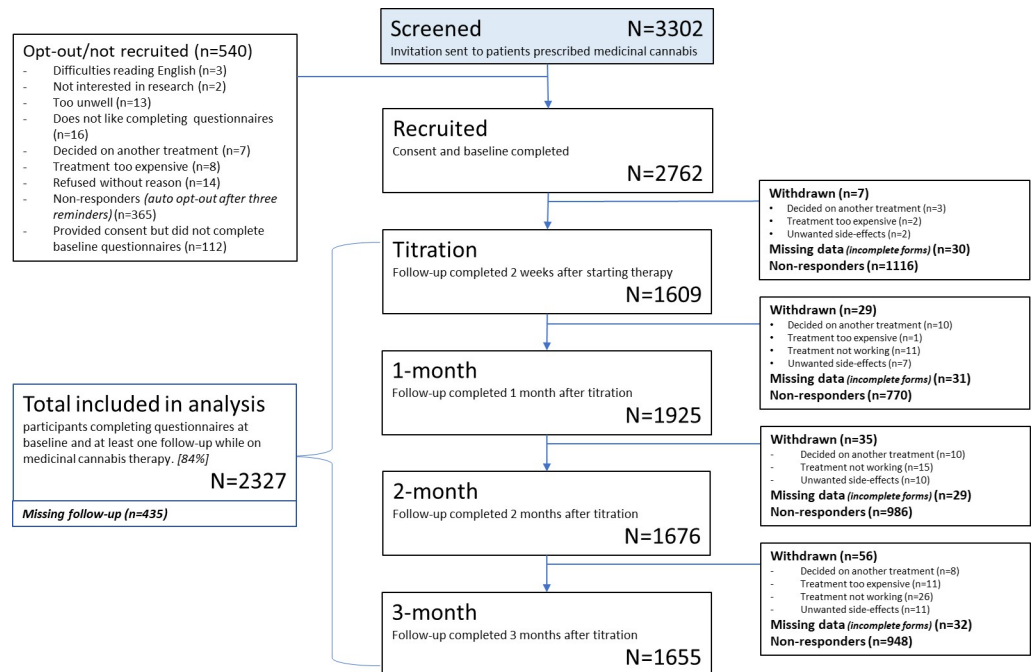 Screened N=3302
Invitation sent to patients prescribed medicinal cannabis
Opt-out/not recruited (n=540)
- Difficulties reading English (n=3)
- Not interested in research (n=2)
- Too unwell (n=13)
- Does not like completing questionnaires
(n=16)
- Decided on another treatment (n=7)
- Treatment too expensive (n=8)
- Refused without reason (n=14)
- Non-responders (auto opt-out after three
reminders) (n=365)
- Provided consent but did not complete
baseline questionnaires (n=112)
Recruited
Consent and baseline completed
N=2762
Withdrawn (n=7)
• Decided on another treatment (n=3)
• Treatment too expensive (n=2)
• Unwanted side-effects (n=2)
Missing data (incomplete forms) (n=30)
Non-responders (n=1116)
Titration
Follow-up completed 2 weeks after starting therapy
N=1609
Withdrawn (n=29)
• Decided on another treatment (n=10)
• Treatment too expensive (n=1)
• Treatment not working (n=11)
• Unwanted side-effects (n=7)
Missing data (incomplete forms) (n=31)
Non-responders (n=770)
1-month
Follow-up completed 1 month after titration
N=1925
Total included in analysis
participants completing questionnaires at
baseline and at least one follow-up while on
medicinal cannabis therapy. [84%]
N=2327
Missing follow-up (n=435)
Withdrawn (n=35)
- Decided on another treatment (n=10)
- Treatment not working (n=15)
- Unwanted side-effects (n=10)
Missing data (incomplete forms) (n=29)
Non-responders (n=986)
2-month
Follow-up completed 2 months after titration
N=1676
Withdrawn (n=56)
- Decided on another treatment (n=8)
- Treatment too expensive (n=11)
- Treatment not working (n=26)
- Unwanted side-effects (n=11)
Missing data (incomplete forms) (n=32)
Non-responders (n=948)
3-month
Follow-up completed 3 months after titration
N=1655